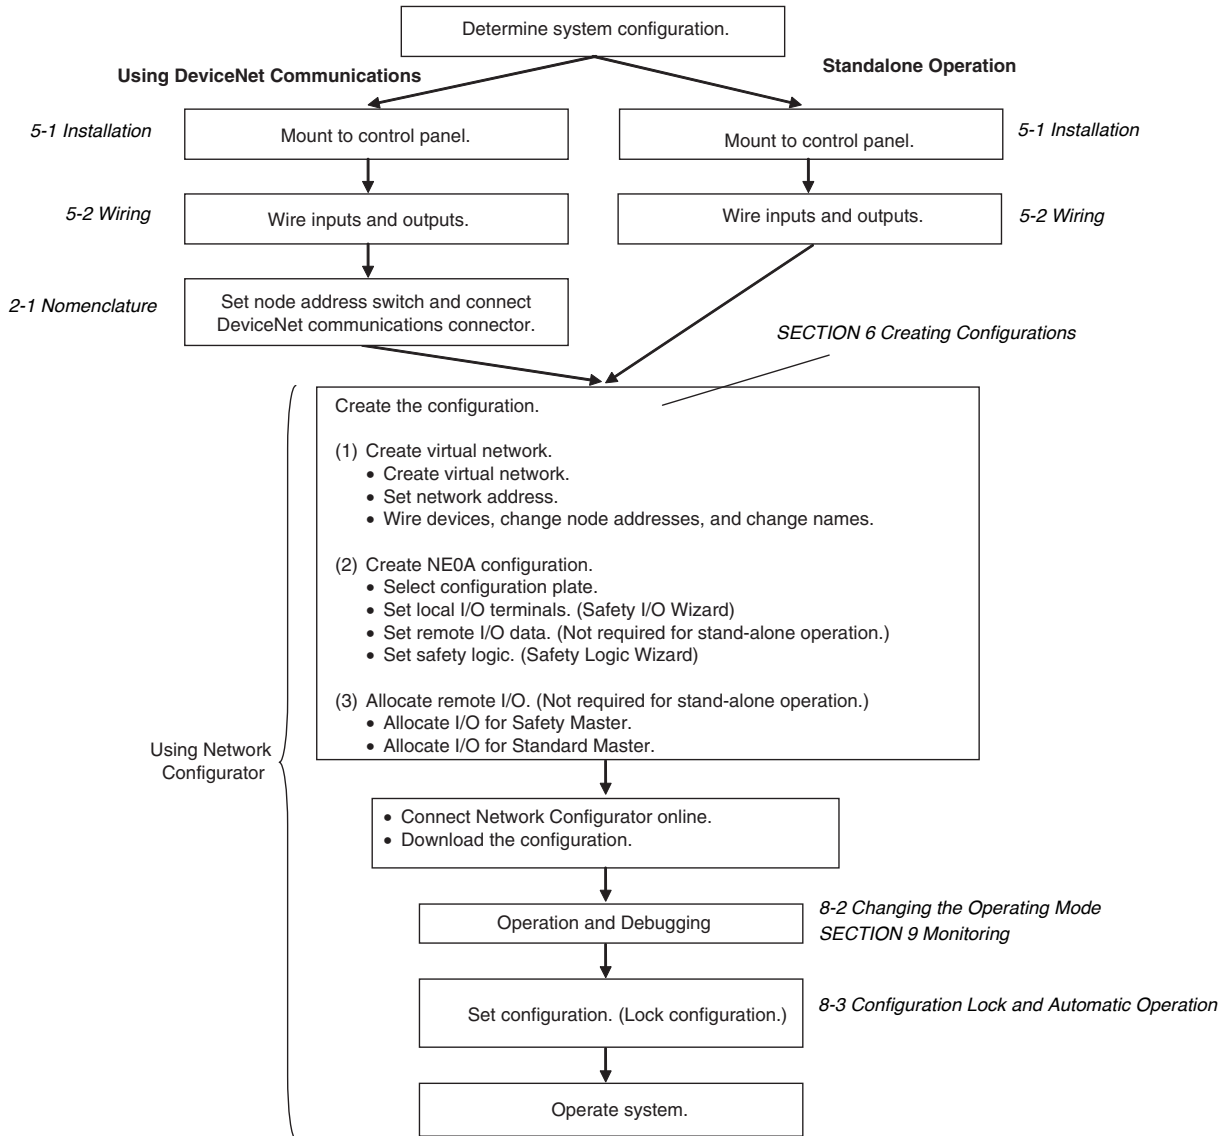 Determine system configuration.
Using DeviceNet Communications
Standalone Operation
5-1 Installation
Mount to control panel.
Mount to control panel.
5-1 Installation
5-2 Wiring
Wire inputs and outputs.
Wire inputs and outputs.
5-2 Wiring
2-1 Nomenclature
Set node address switch and connect
DeviceNet communications connector.
SECTION 6 Creating Configurations
Create the configuration.
(1) Create virtual network.
• Create virtual network.
• Set network address.
• Wire devices, change node addresses, and change names.
(2) Create NE0A configuration.
• Select configuration plate.
• Set local I/O terminals. (Safety I/O Wizard)
• Set remote I/O data. (Not required for stand-alone operation.)
• Set safety logic. (Safety Logic Wizard)
(3) Allocate remote I/O. (Not required for stand-alone operation.)
• Allocate I/O for Safety Master.
• Allocate I/O for Standard Master.
Using Network
Configurator
• Connect Network Configurator online.
• Download the configuration.
Operation and Debugging
8-2 Changing the Operating Mode
SECTION 9 Monitoring
Set configuration. (Lock configuration.)
8-3 Configuration Lock and Automatic Operation
Operate system.